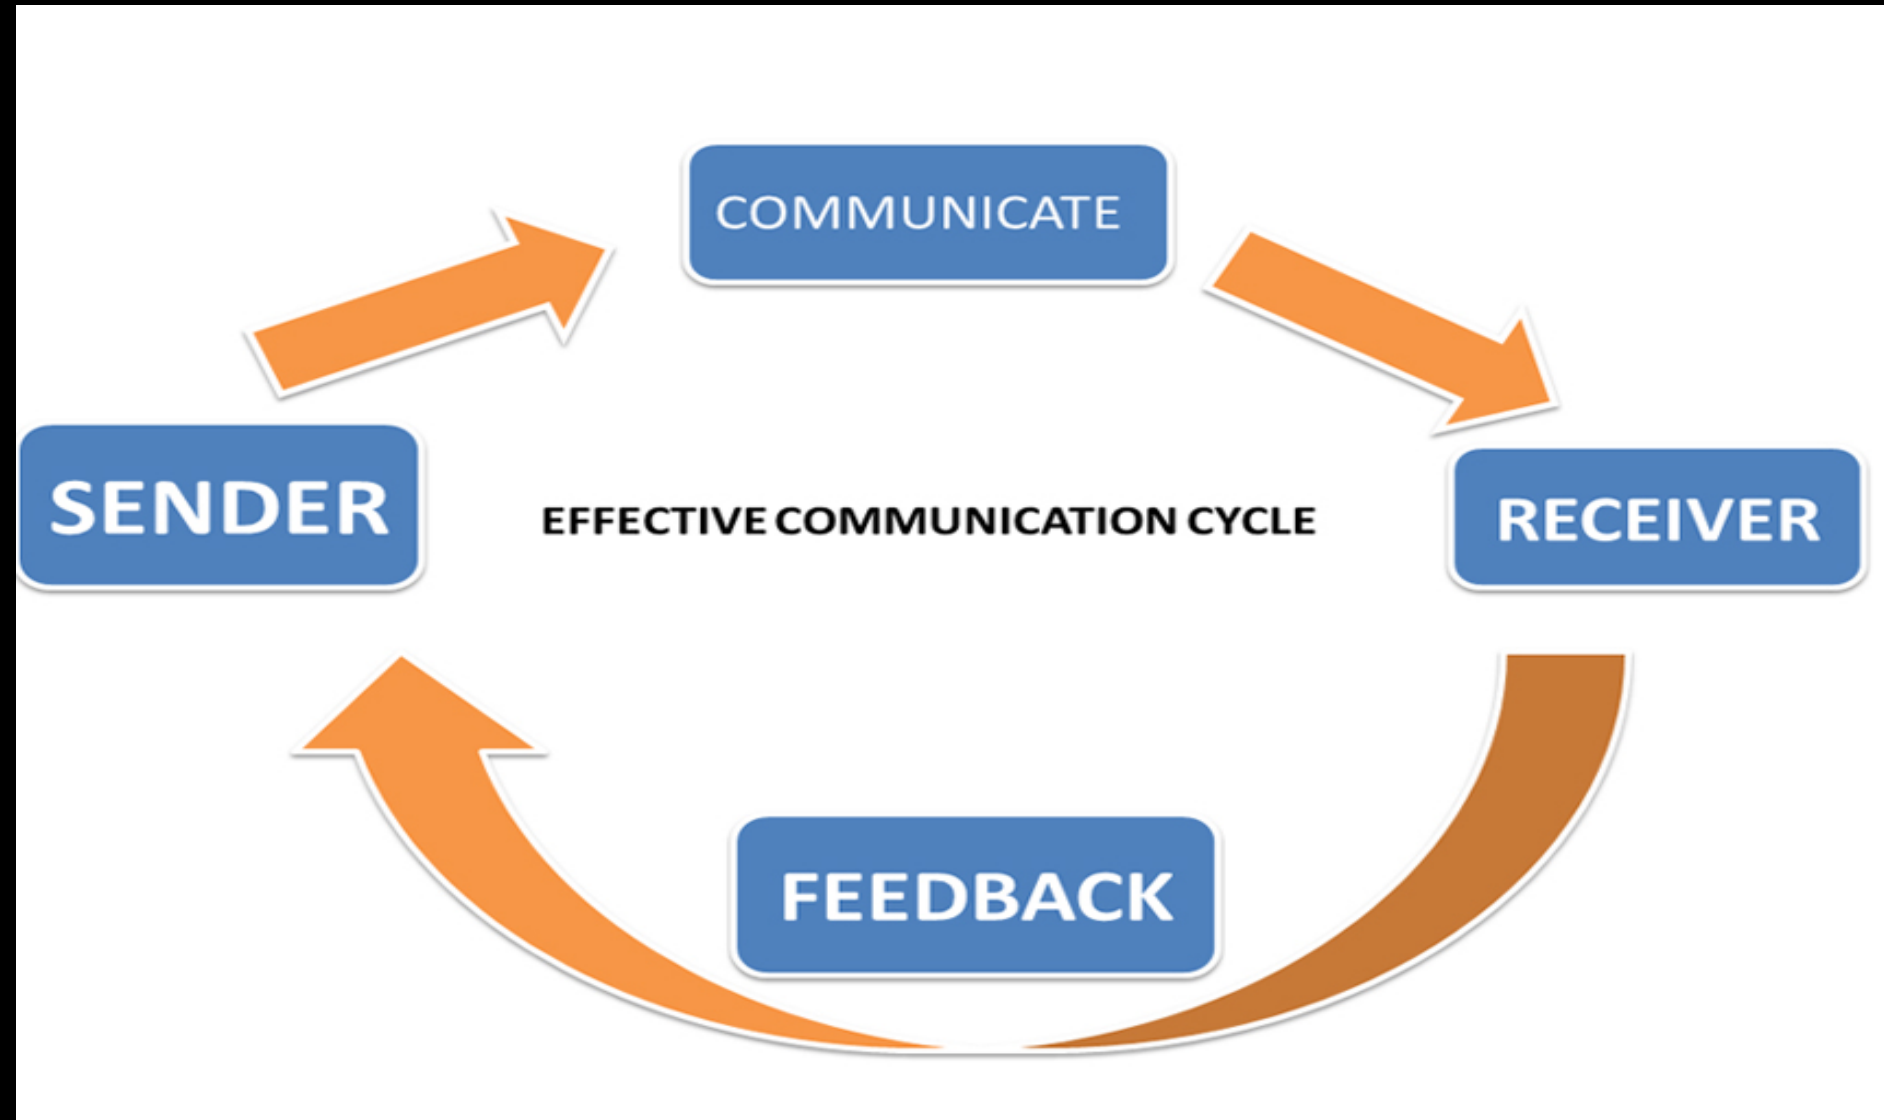 COMMUNICATE
SENDER
EFFECTIVE COMMUNICATION CYCLE
RECEIVER
FEEDBACK